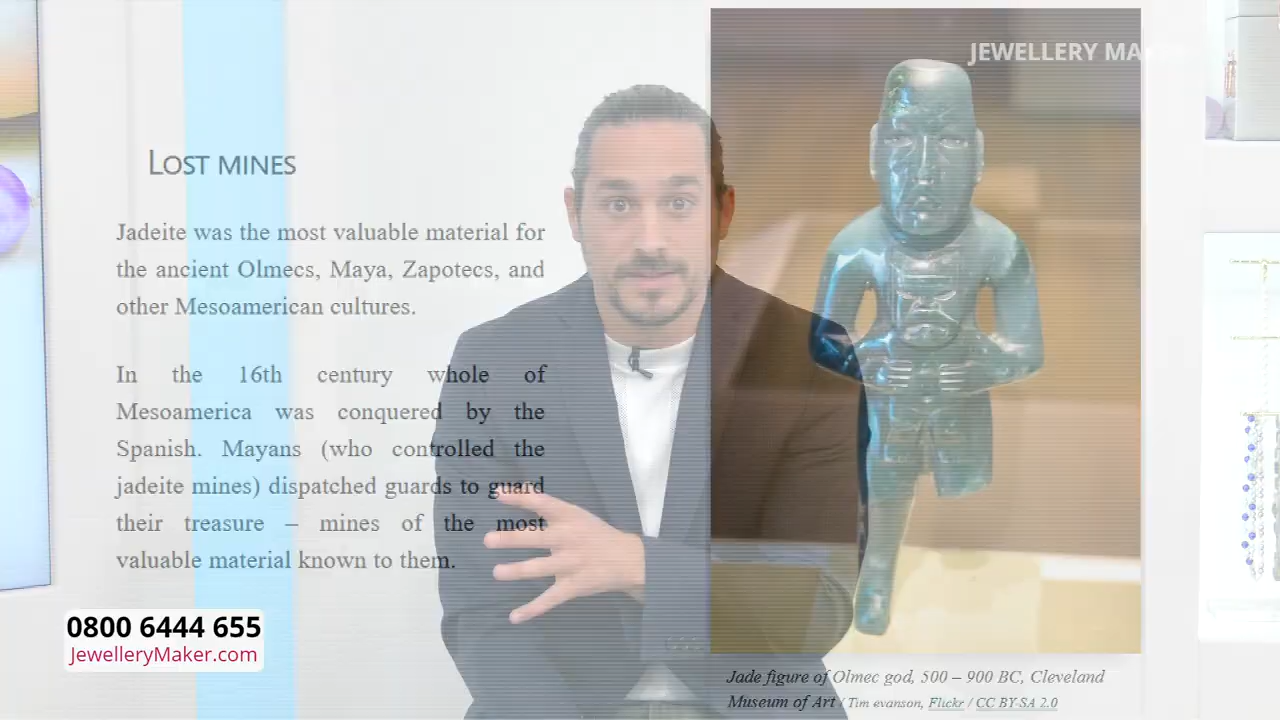 JEWELLERY MAKER
LOST MINES
Jadeite was the most valuable material for
the ancient Olmecs, Maya, Zapotecs, and
other Mesoamerican cultures.
In the 16th century whole of
Mesoamerica was conquered by the
Spanish. Mayans (who controlled the
jadeite mines) dispatched guards to guard
their treasure – mines of the most
valuable material known to them.
0800 6444 655
JewelleryMaker.com
Jade figure of Olmec god, 500 – 900 BC, Cleveland
Museum of Art / Tim evanson, Flickr / CC BY-SA 2.0